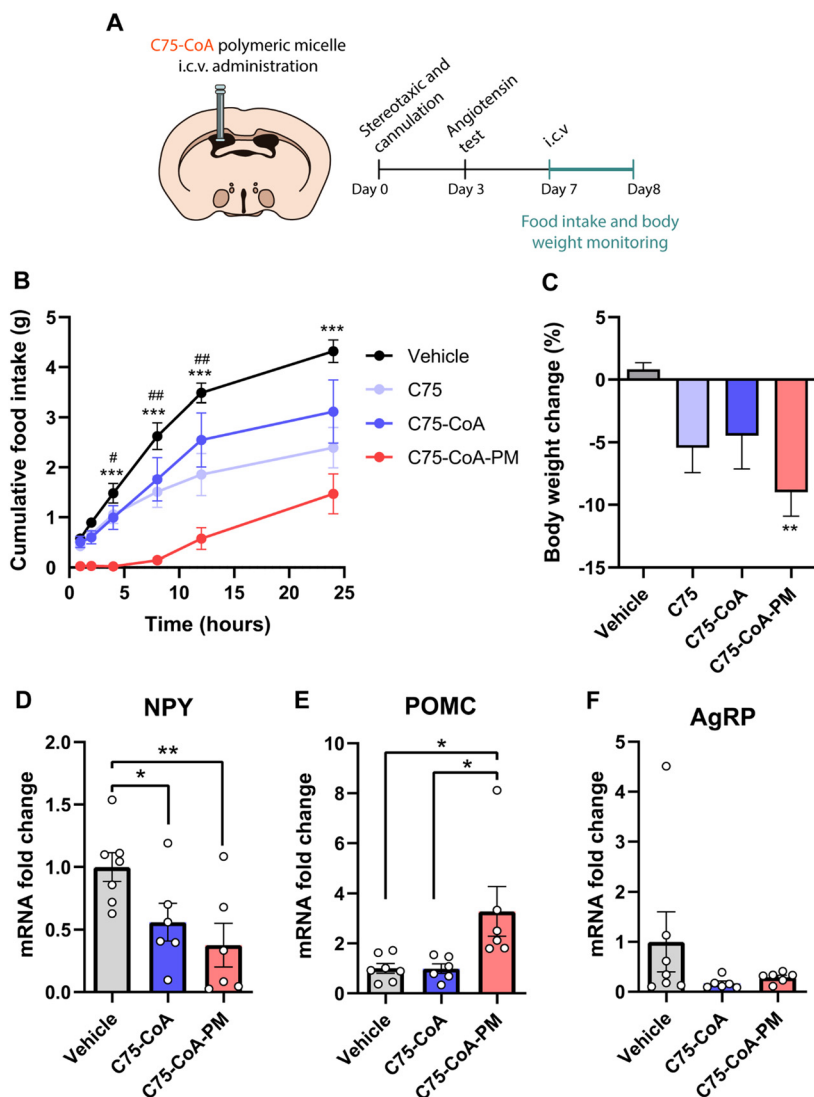 A
C75-CoA polymeric micelle
i.c.v. administration
Stereotaxic and
cannulation
Angiotensin
test
i.c.v
Day 0
Day 3
Day 7
Day8
Food intake and body
weight monitoring
B
Cumulative food intake (g)
5
4
3
2
1
0
0 5 10 15 20 25
Time (hours)
# ## ##
*** *** *** ***
Vehicle
C75
C75-CoA
C75-CoA-PM
C
Body weight change (%)
5
0
-5
-10
-15
**
Vehicle
C75
C75-CoA
C75-CoA-PM
D
NPY
mRNA fold change
2.0
1.5
1.0
0.5
0.0
**
*
Vehicle
C75-CoA
C75-CoA-PM
E
POMC
mRNA fold change
10
8
6
4
2
0
*
*
Vehicle
C75-CoA
C75-CoA-PM
F
AgRP
mRNA fold change
5
4
3
2
1
0
Vehicle
C75-CoA
C75-CoA-PM